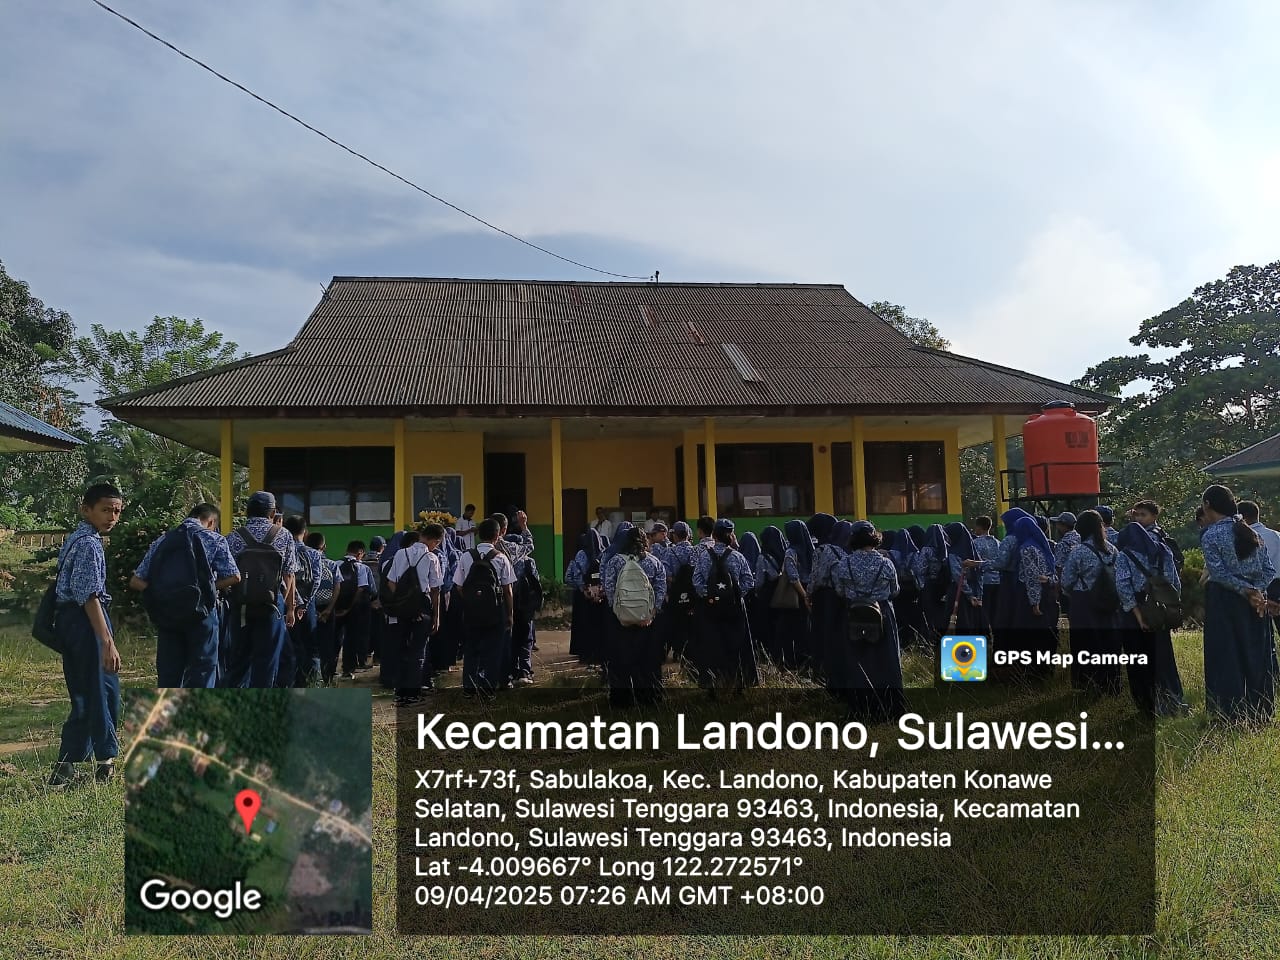 GPS Map Camera
Kecamatan Landono, Sulawesi...
X7rf+73f, Sabulakoa, Kec. Landono, Kabupaten Konawe
Selatan, Sulawesi Tenggara 93463, Indonesia, Kecamatan
Landono, Sulawesi Tenggara 93463, Indonesia
Lat -4.009667° Long 122.272571°
09/04/2025 07:26 AM GMT +08:00
Google